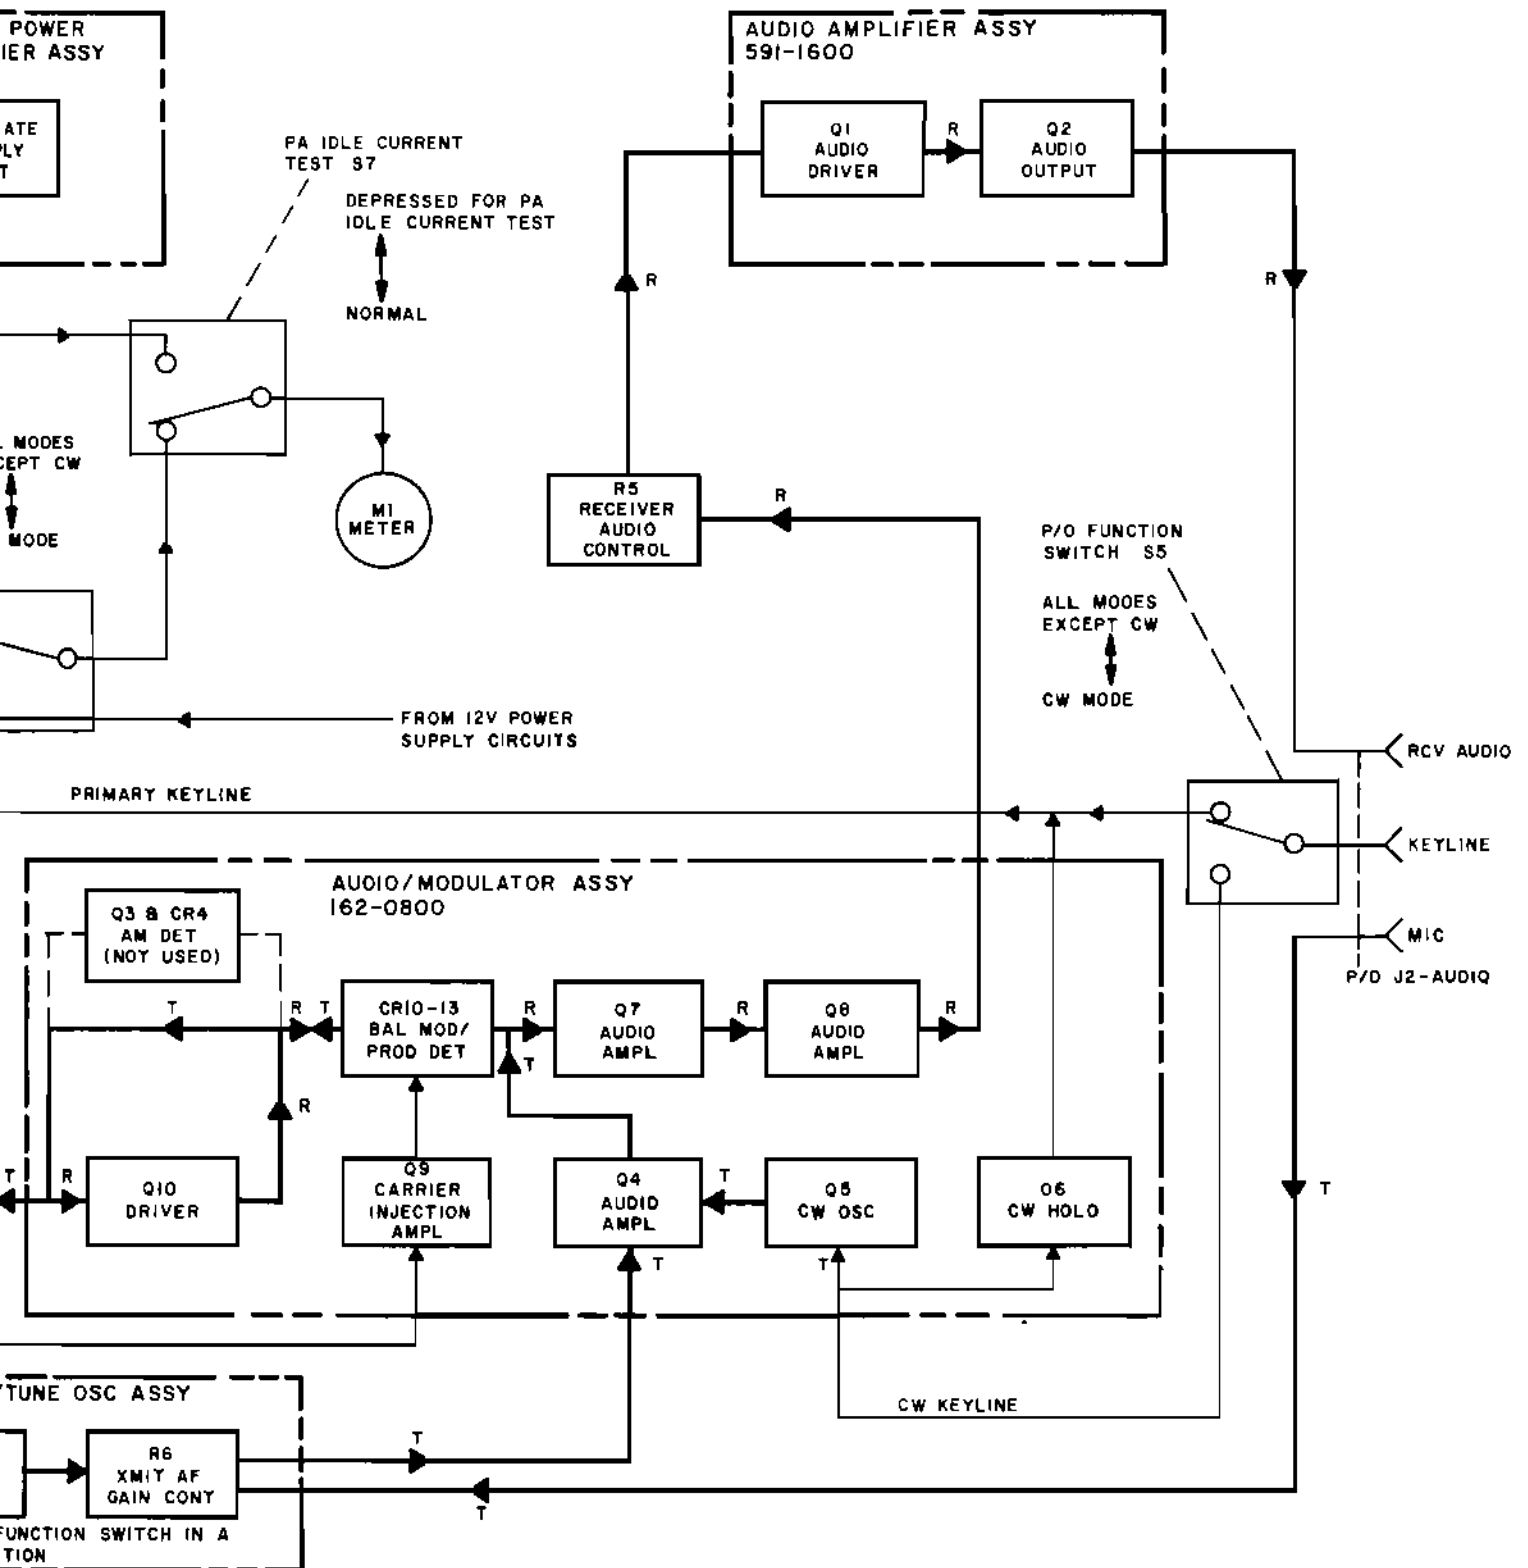 POWER
IER ASSY
ATE
PLY
T
PA IDLE CURRENT
TEST S7
DEPRESSED FOR PA
IDLE CURRENT TEST
NORMAL
AUDIO AMPLIFIER ASSY
591-1600
Q1
AUDIO
DRIVER
R
Q2
AUDIO
OUTPUT
R
R
L MODES
CEPT CW
MODE
M1
METER
R5
RECEIVER
AUDIO
CONTROL
R
P/O FUNCTION
SWITCH S5
ALL MODES
EXCEPT CW
CW MODE
FROM 12V POWER
SUPPLY CIRCUITS
RCV AUDIO
PRIMARY KEYLINE
KEYLINE
AUDIO/MODULATOR ASSY
162-0800
Q3 & CR4
AM DET
(NOT USED)
MIC
P/O J2-AUDIO
T
R
T
CR10-13
BAL MOD/
PROD DET
R
Q7
AUDIO
AMPL
R
Q8
AUDIO
AMPL
R
T
R
T
R
Q10
DRIVER
Q9
CARRIER
INJECTION
AMPL
Q4
AUDIO
AMPL
T
Q5
CW OSC
Q6
CW HOLD
T
T
T
/TUNE OSC ASSY
CW KEYLINE
R6
XMIT AF
GAIN CONT
T
T
FUNCTION SWITCH IN A
TION